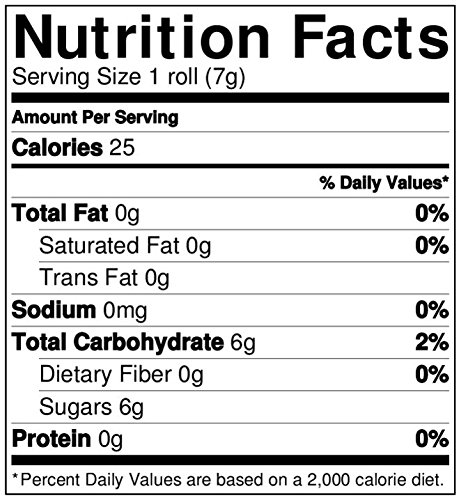 Nutrition Facts
Serving Size 1 roll (7g)
Amount Per Serving
Calories 25
% Daily Values*
Total Fat 0g 0%
Saturated Fat 0g 0%
Trans Fat 0g
Sodium 0mg 0%
Total Carbohydrate 6g 2%
Dietary Fiber 0g 0%
Sugars 6g
Protein 0g 0%
*Percent Daily Values are based on a 2,000 calorie diet.